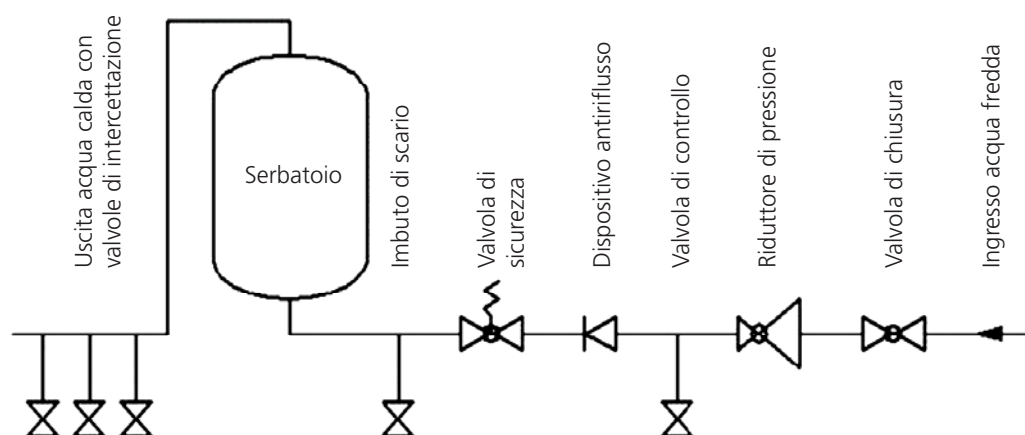 Uscita acqua calda con
valvole di intercettazione
Serbatoio
Imbuto di scario
Valvola di
sicurezza
Dispositivo antiriflusso
Valvola di controllo
Riduttore di pressione
Valvola di chiusura
Ingresso acqua fredda